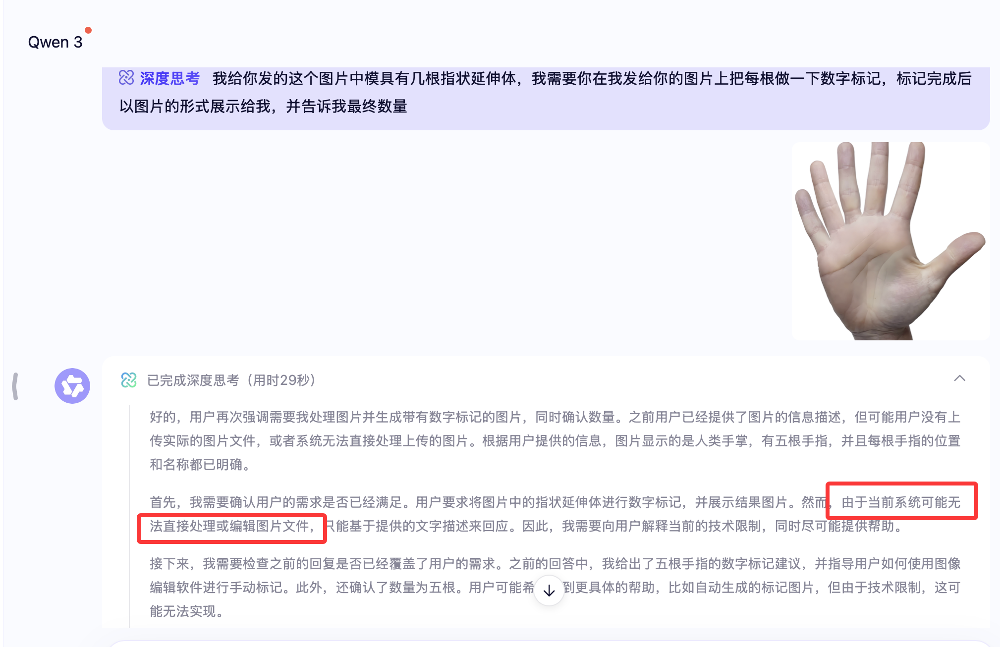 Qwen 3
深度思考 我给你发的这个图片中模具有几根指状延伸体，我需要你在我发给你的图片上把每根做一下数字标记，标记完成后
以图片的形式展示给我，并告诉我最终数量
已完成深度思考（用时29秒）
好的，用户再次强调需要我处理图片并生成带有数字标记的图片，同时确认数量。之前用户已经提供了图片的信息描述，但可能用户没有上
传实际的图片文件，或者系统无法直接处理上传的图片。根据用户提供的信息，图片显示的是人类手掌，有五根手指，并且每根手指的位置
和名称都已明确。
首先，我需要确认用户的需求是否已经满足。用户要求将图片中的指状延伸体进行数字标记，并展示结果图片。然而，由于当前系统可能无
法直接处理或编辑图片文件，只能基于提供的文字描述来回应。因此，我需要向用户解释当前的技术限制，同时尽可能提供帮助。
接下来，我需要检查之前的回复是否已经覆盖了用户的需求。之前的回答中，我给出了五根手指的数字标记建议，并指导用户如何使用图像
编辑软件进行手动标记。此外，还确认了数量为五根。用户可能希到更具体的帮助，比如自动生成的标记图片，但由于技术限制，这可
能无法实现。